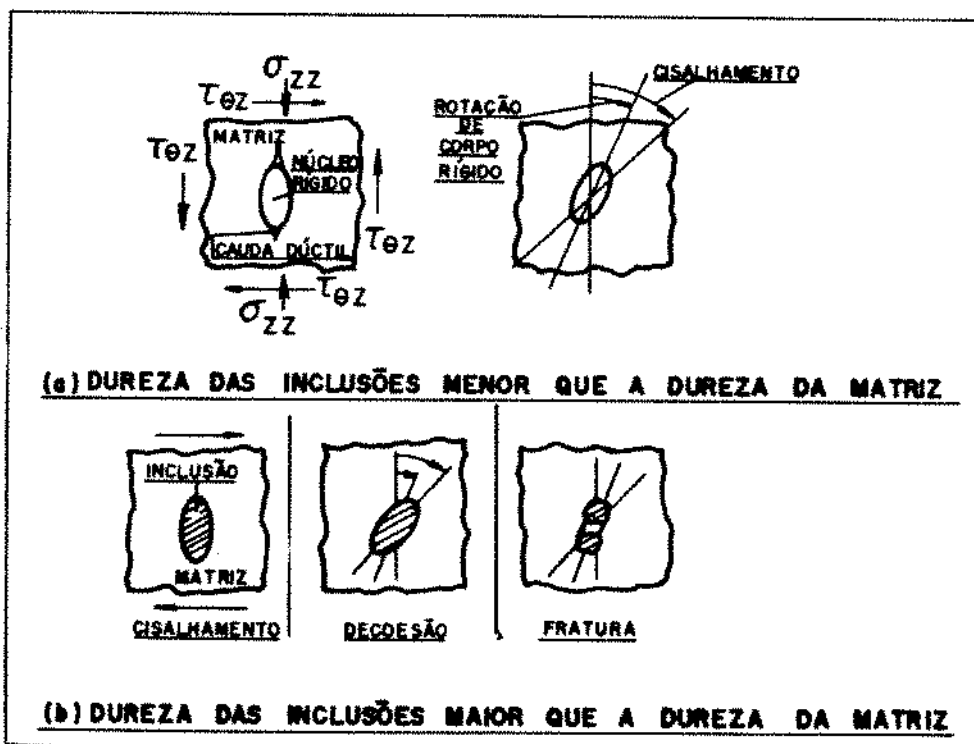 σzz
τθz
CISALHAMENTO
ROTAÇÃO
DE
CORPO
RÍGIDO
MATRIZ
τθz
NÚCLEO
RÍGIDO
τθz
CAUDA DÚCTIL
τθz
σzz
(a) DUREZA DAS INCLUSÕES MENOR QUE A DUREZA DA MATRIZ
INCLUSÃO
MATRIZ
CISALHAMENTO
DECOESÃO
FRATURA
(b) DUREZA DAS INCLUSÕES MAIOR QUE A DUREZA DA MATRIZ